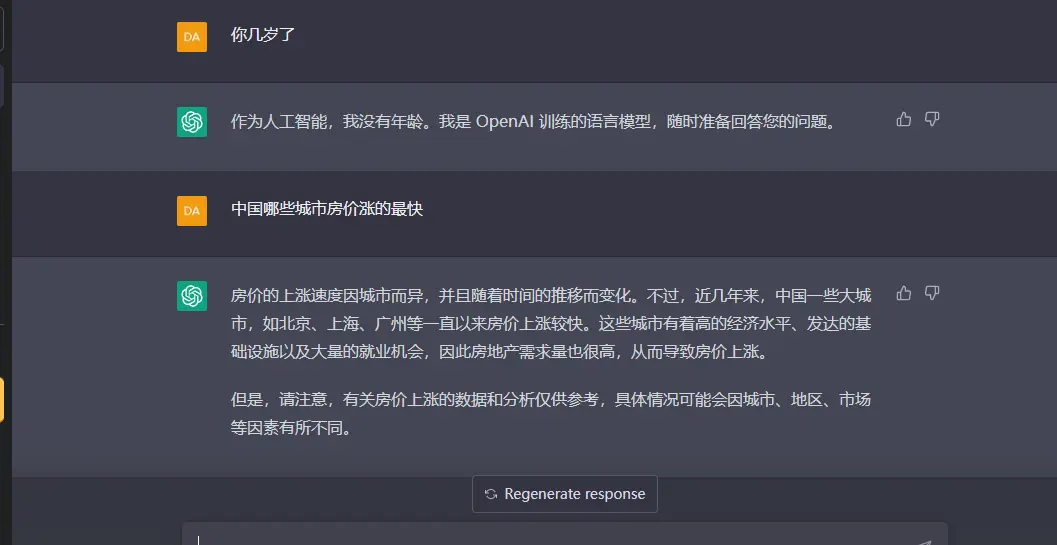 DA
你几岁了
作为人工智能，我没有年龄。我是 OpenAI 训练的语言模型，随时准备回答您的问题。
DA
中国哪些城市房价涨的最快
房价的上涨速度因城市而异，并且随着时间的推移而变化。不过，近几年来，中国一些大城
市，如北京、上海、广州等一直以来房价上涨较快。这些城市有着高的经济水平、发达的基
础设施以及大量的就业机会，因此房地产需求量也很高，从而导致房价上涨。
但是，请注意，有关房价上涨的数据和分析仅供参考，具体情况可能会因城市、地区、市场
等因素有所不同。
Regenerate response